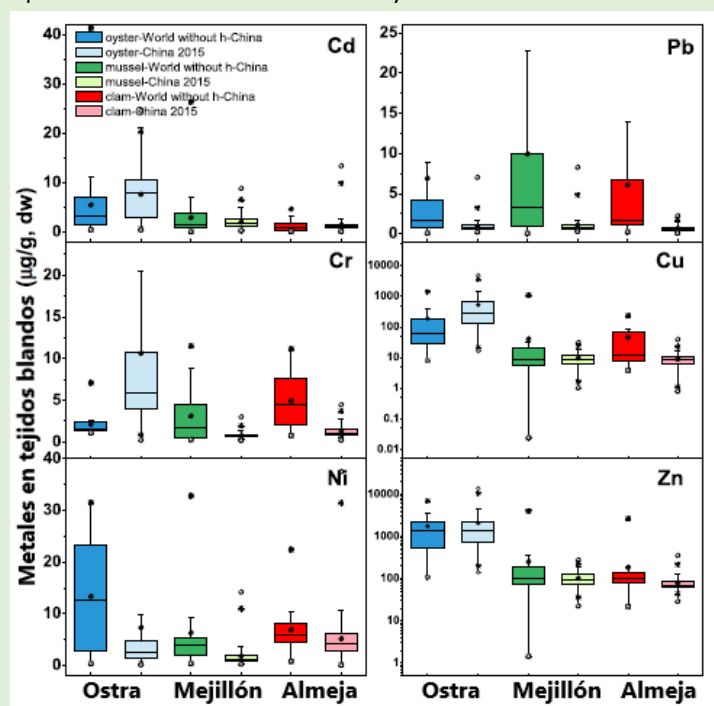 Metales en tejidos blandos (µg/g, dw)
Cd
oyster-World without h-China
oyster-China 2015
mussel-World without h-China
mussel-China 2015
clam-World without h-China
clam-China 2015
40
30
20
10
0
Pb
25
20
15
10
5
0
Cr
20
15
10
5
0
Cu
10000
1000
100
10
1
0.1
0.01
Ni
40
30
20
10
0
Zn
10000
1000
100
10
1
Ostra Mejillón Almeja
Ostra Mejillón Almeja